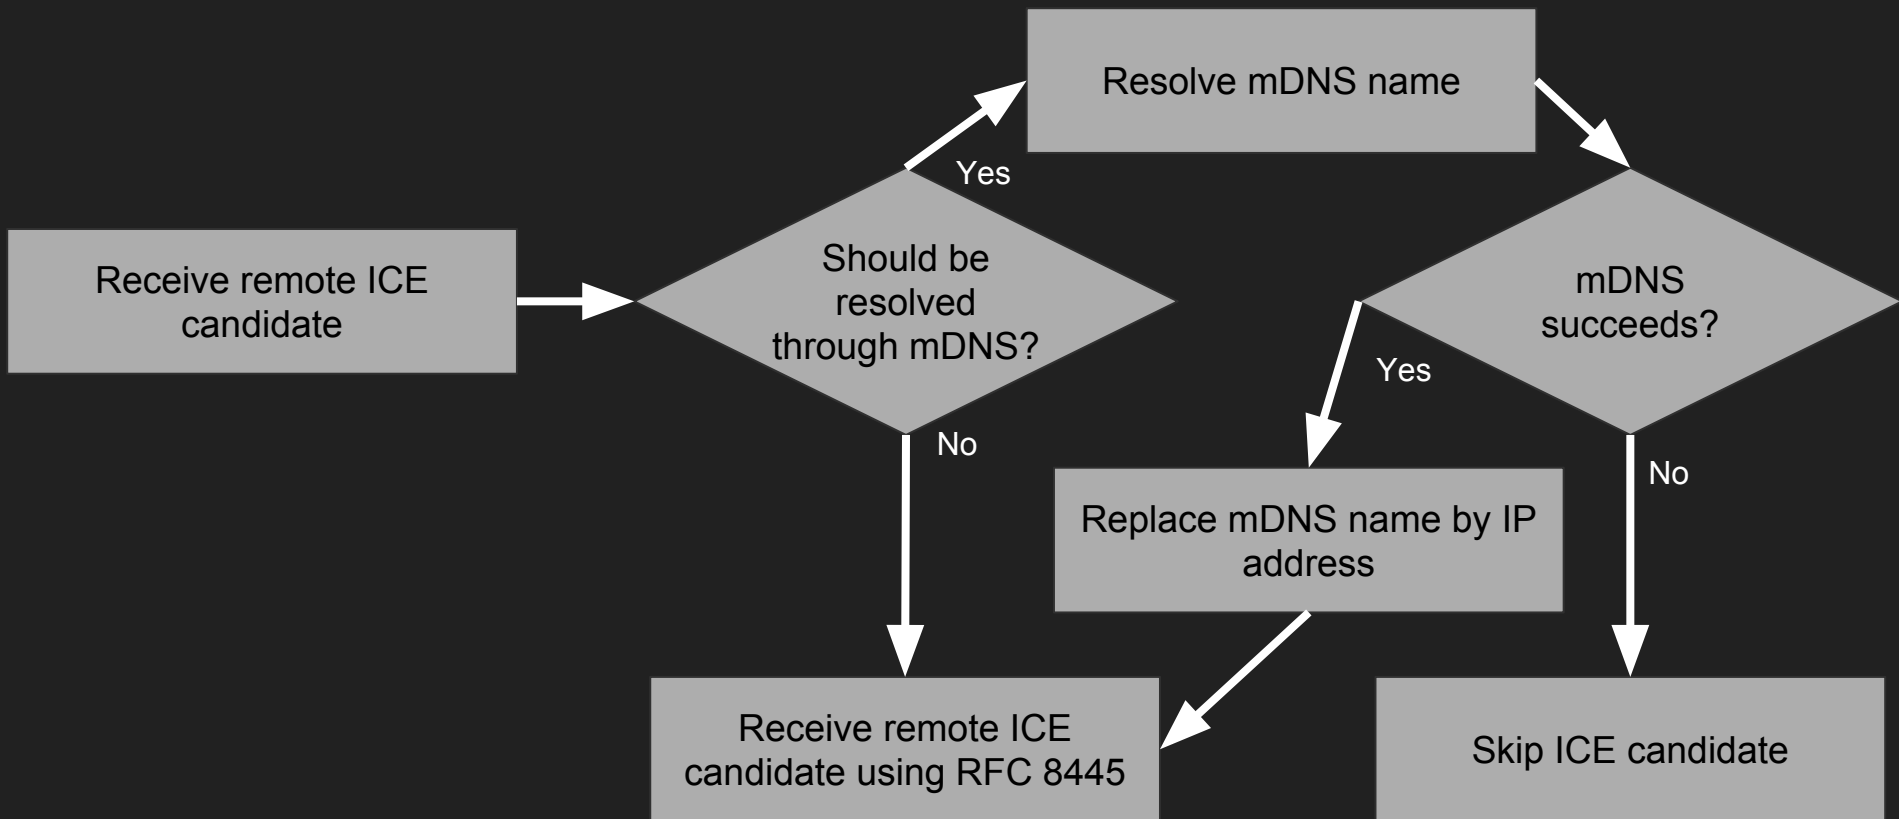 Resolve mDNS name
Yes
Receive remote ICE
candidate
Should be
resolved
through mDNS?
mDNS
succeeds?
Yes
No
No
Replace mDNS name by IP
address
Receive remote ICE
candidate using RFC 8445
Skip ICE candidate